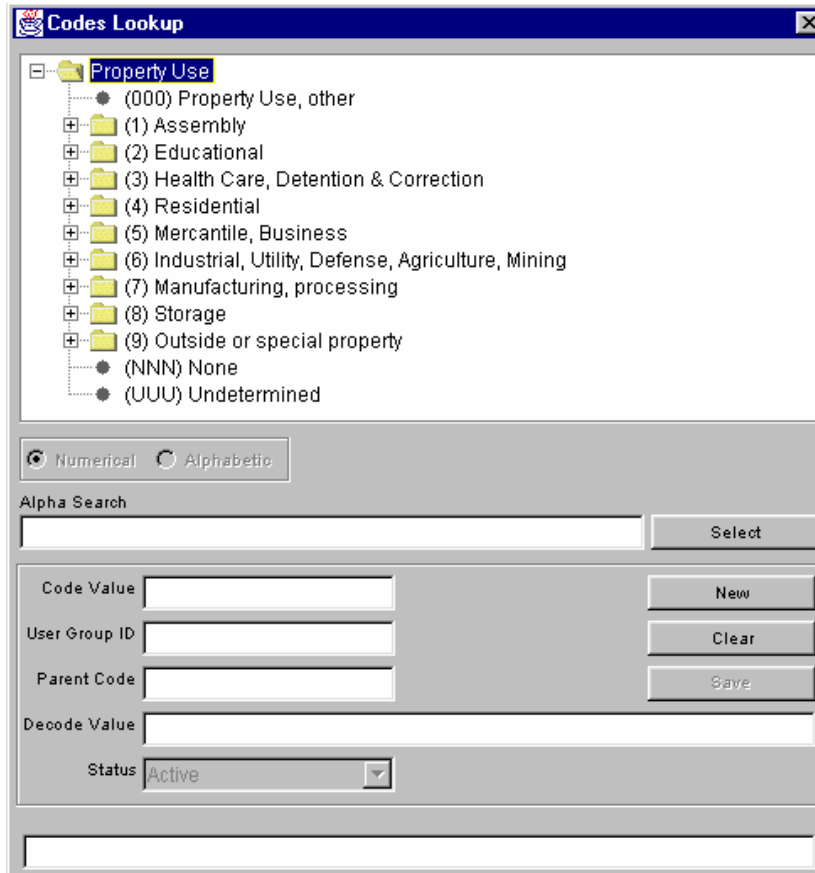 Codes Lookup
Property Use
(000) Property Use, other
(1) Assembly
(2) Educational
(3) Health Care, Detention & Correction
(4) Residential
(5) Mercantile, Business
(6) Industrial, Utility, Defense, Agriculture, Mining
(7) Manufacturing, processing
(8) Storage
(9) Outside or special property
(NNN) None
(UUU) Undetermined
Numerical Alphabetic
Alpha Search
Select
Code Value New
User Group ID Clear
Parent Code Save
Decode Value
Status Active